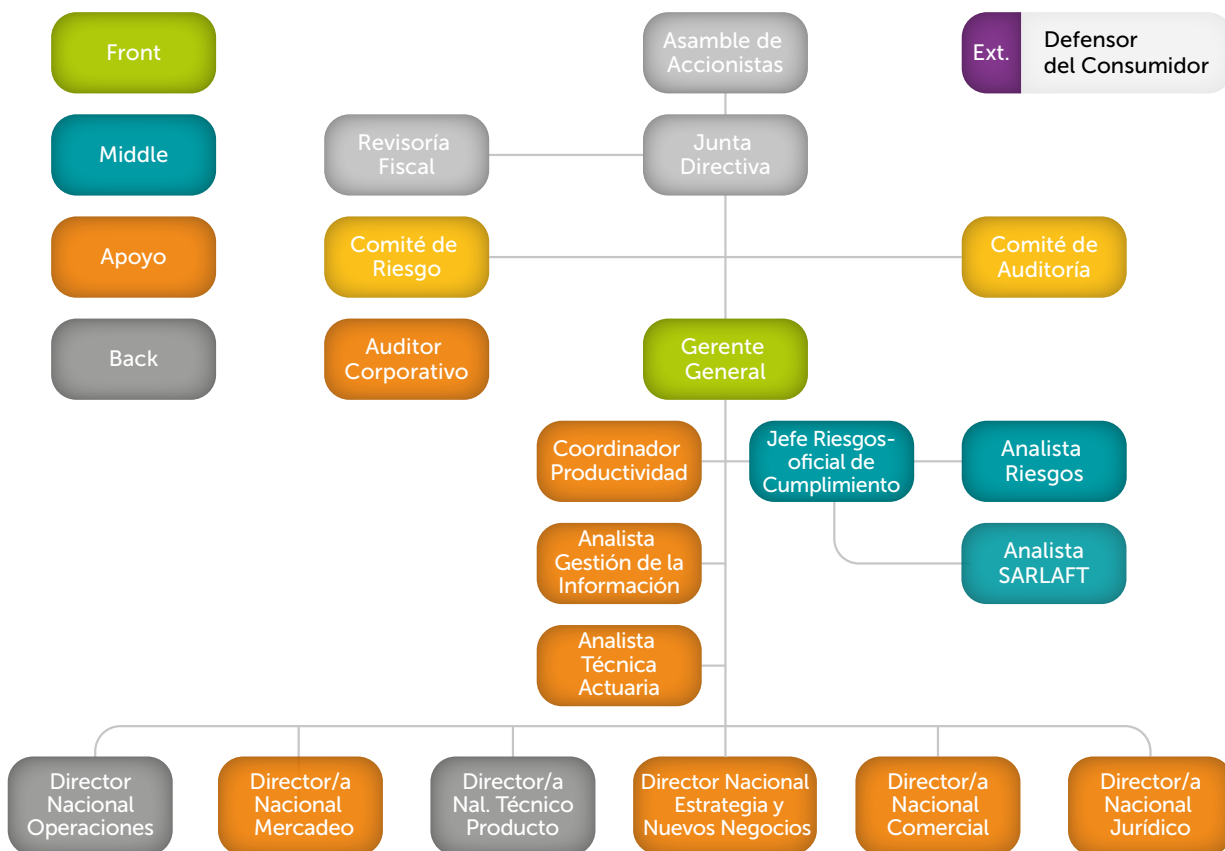 Front
Asamble de
Accionistas
Ext.
Defensor
del Consumidor
Middle
Revisoría
Fiscal
Junta
Directiva
Apoyo
Comité de
Riesgo
Comité de
Auditoría
Back
Auditor
Corporativo
Gerente
General
Coordinador
Productividad
Jefe Riesgos-
oficial de
Cumplimiento
Analista
Riesgos
Analista
Gestión de la
Información
Analista
SARLAFT
Analista
Técnica
Actuaria
Director
Nacional
Operaciones
Director/a
Nacional
Mercadeo
Director/a
Nal. Técnico
Producto
Director Nacional
Estrategia y
Nuevos Negocios
Director/a
Nacional
Comercial
Director/a
Nacional
Jurídico